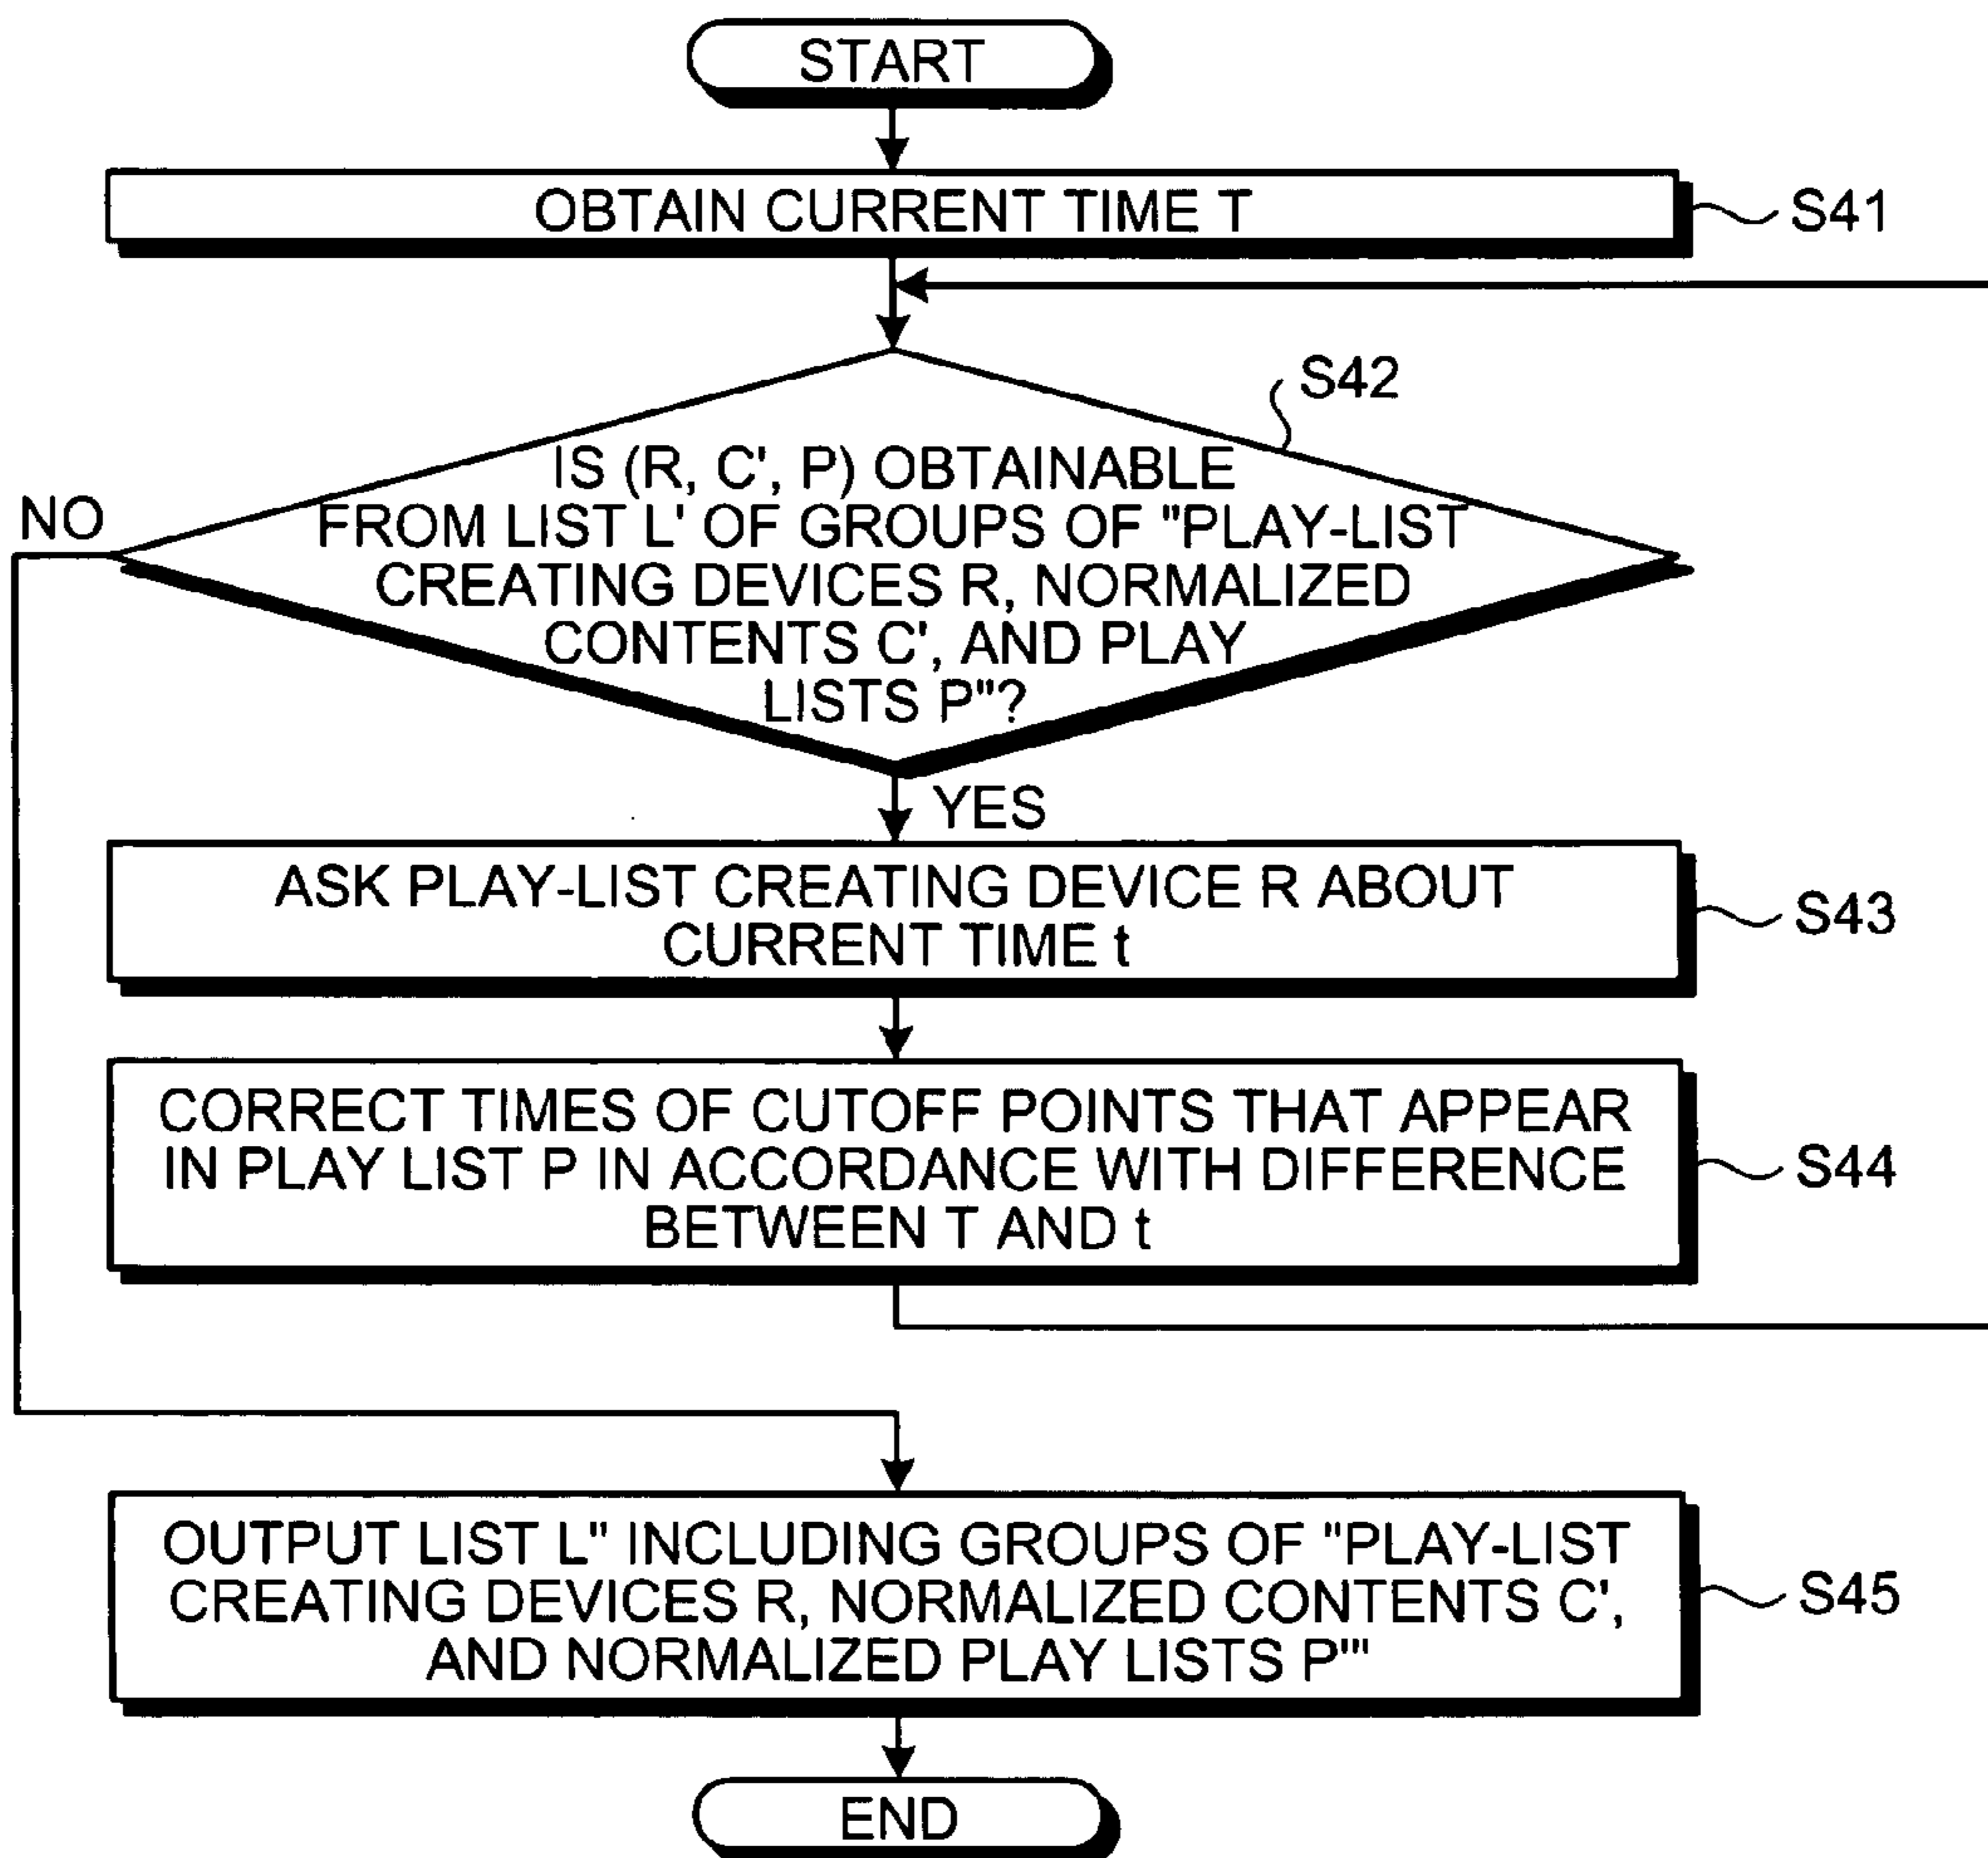 START
OBTAIN CURRENT TIME T
S41
S42
IS (R, C', P) OBTAINABLE
FROM LIST L' OF GROUPS OF "PLAY-LIST
CREATING DEVICES R, NORMALIZED
CONTENTS C', AND PLAY
LISTS P"?
NO
YES
ASK PLAY-LIST CREATING DEVICE R ABOUT
CURRENT TIME t
S43
CORRECT TIMES OF CUTOFF POINTS THAT APPEAR
IN PLAY LIST P IN ACCORDANCE WITH DIFFERENCE
BETWEEN T AND t
S44
OUTPUT LIST L" INCLUDING GROUPS OF "PLAY-LIST
CREATING DEVICES R, NORMALIZED CONTENTS C',
AND NORMALIZED PLAY LISTS P'"
S45
END